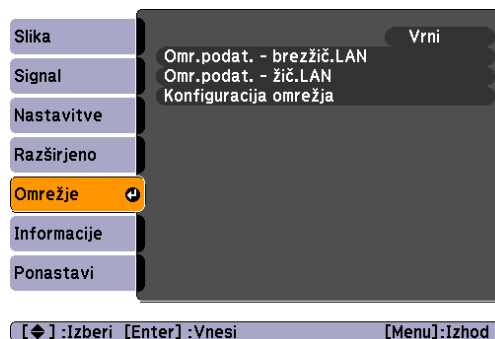 Slika
Signal
Nastavitve
Razširjeno
Omrežje
Informacije
Ponastavi
Vrni
Omr.podat. - brezžič.LAN
Omr.podat. - žič.LAN
Konfiguracija omrežja
[◆] :Izberi [Enter] :Vnesi [Menu]:Izhod